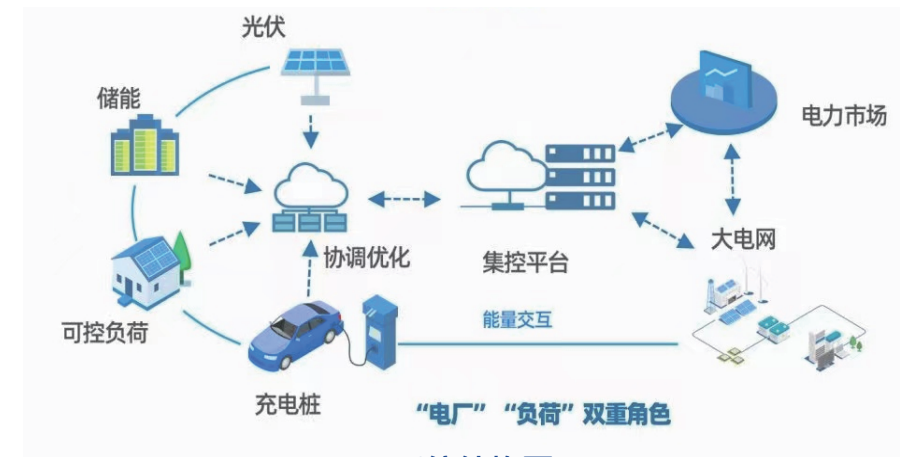 光伏
储能
电力市场
大电网
协调优化
集控平台
可控负荷
能量交互
充电桩
“电厂” “负荷” 双重角色